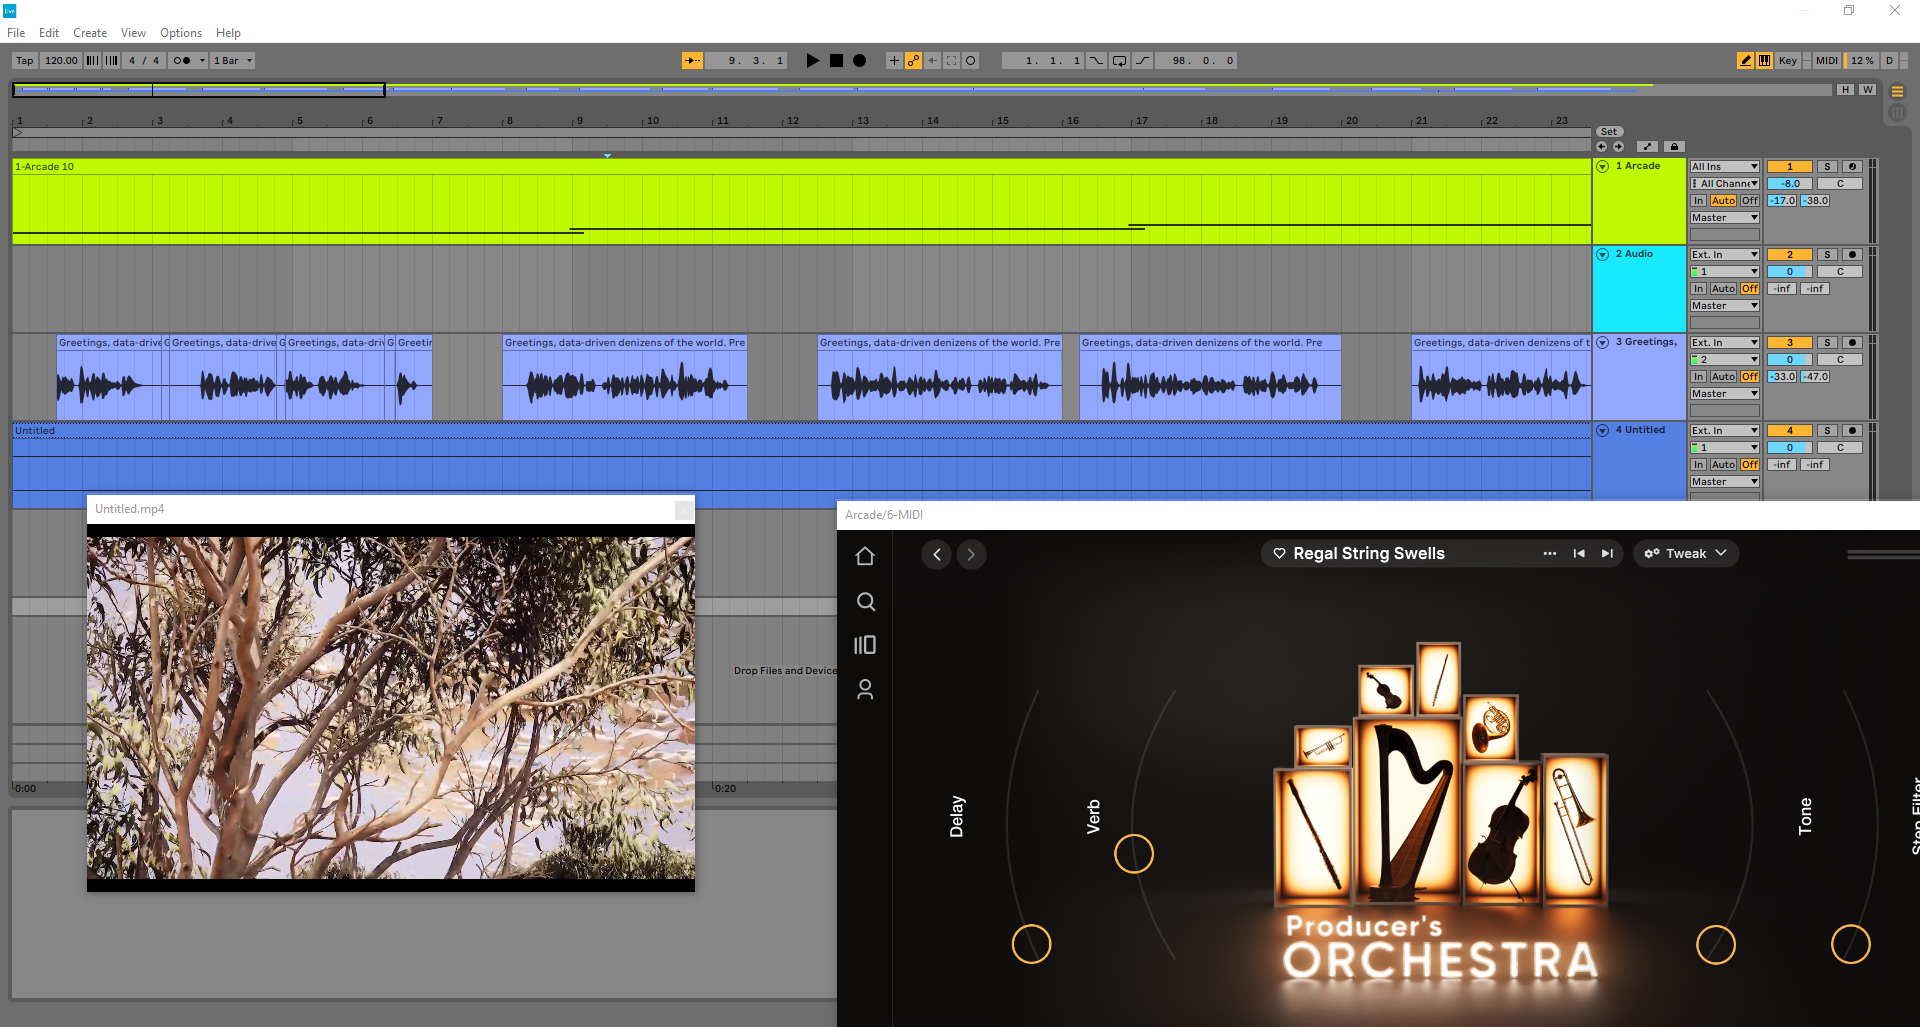 Live
File Edit Create View Options Help
Tap 120.00 4 / 4 1 Bar 9. 3. 1 1. 1. 1 98. 0. 0 Key MIDI 12 % D
H W
1 2 3 4 5 6 7 8 9 10 11 12 13 14 15 16 17 18 19 20 21 22 23
Set
1-Arcade 10
1 Arcade All Ins 1 S
All Channe -8.0 C
In Auto Off -17.0 -38.0
Master
2 Audio Ext. In 2 S
1 0 C
In Auto Off -inf -inf
Master
Greetings, data-drive G Greetings, data-drive G Greetings, data-dri G Greetin Greetings, data-driven denizens of the world. Pre Greetings, data-driven denizens of the world. Pre Greetings, data-driven denizens of the world. Pre Greetings, data-driven denizens of t
3 Greetings, Ext. In 3 S
2 0 C
In Auto Off -33.0 -47.0
Master
Untitled
4 Untitled Ext. In 4 S
1 0 C
In Auto Off -inf -inf
Master
Untitled.mp4
Drop Files and Device
0:00 0:20
Arcade/6-MIDI
Regal String Swells
Tweak
Delay
Verb
Tone
Step Filter
Producer's
ORCHESTRA